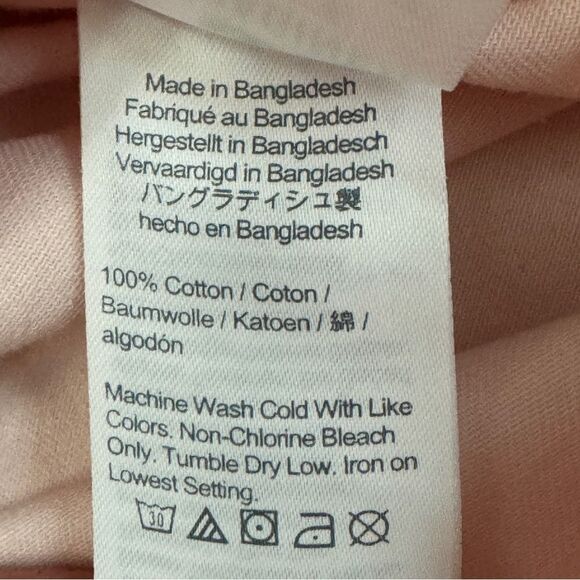 Made in Bangladesh
Fabriqué au Bangladesh
Hergestellt in Bangladesch
Vervaardigd in Bangladesh
バングラディシュ製
hecho en Bangladesh
100% Cotton / Coton /
Baumwolle / Katoen / 綿 /
algodón
Machine Wash Cold With Like
Colors. Non-Chlorine Bleach
Only. Tumble Dry Low. Iron on
Lowest Setting.
30